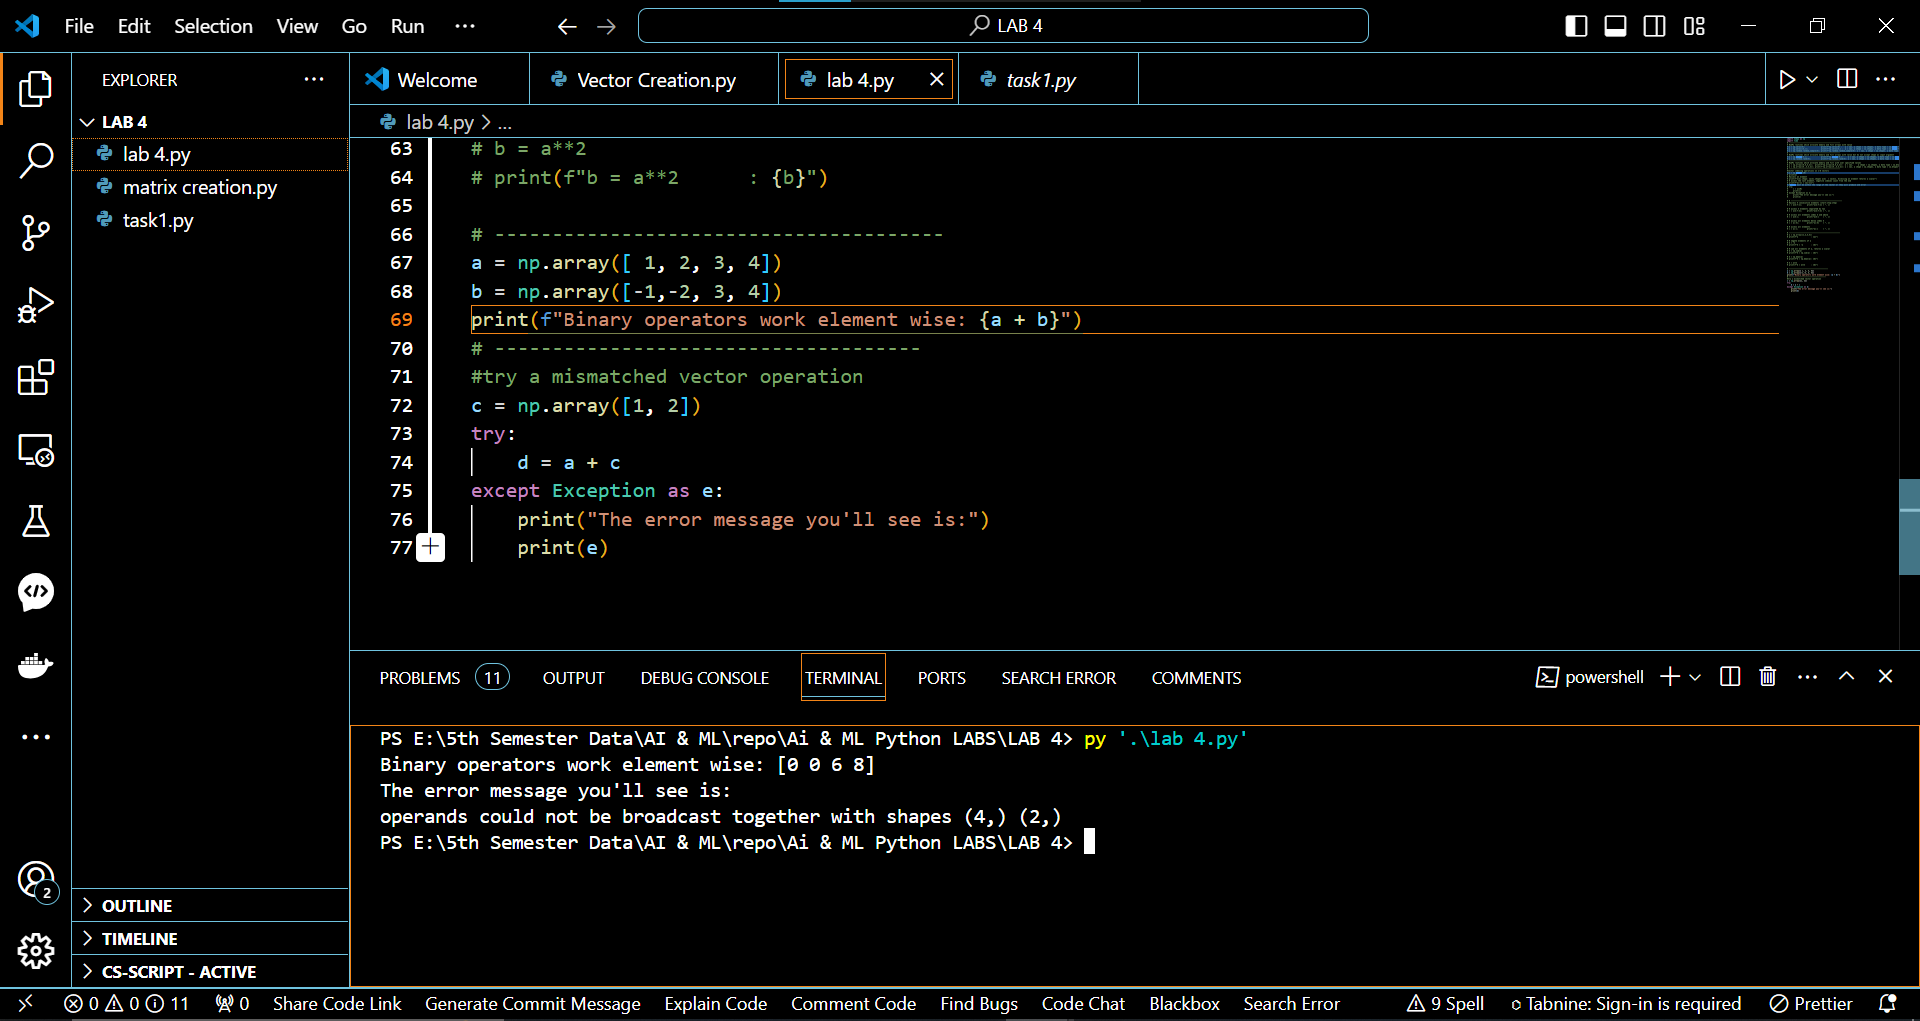 File Edit Selection View Go Run ···
LAB 4
EXPLORER ···
LAB 4
lab 4.py
matrix creation.py
task1.py
OUTLINE
TIMELINE
CS-SCRIPT - ACTIVE
Welcome Vector Creation.py lab 4.py task1.py
lab 4.py > ...
63 # b = a**2
64 # print(f"b = a**2      : {b}")
65
66 # ---------------------------------------
67 a = np.array([ 1, 2, 3, 4])
68 b = np.array([-1,-2, 3, 4])
69 print(f"Binary operators work element wise: {a + b}")
70 # -------------------------------------
71 #try a mismatched vector operation
72 c = np.array([1, 2])
73 try:
74     d = a + c
75 except Exception as e:
76     print("The error message you'll see is:")
77     print(e)
PROBLEMS 11 OUTPUT DEBUG CONSOLE TERMINAL PORTS SEARCH ERROR COMMENTS powershell
PS E:\5th Semester Data\AI & ML\repo\Ai & ML Python LABS\LAB 4> py '.\lab 4.py'
Binary operators work element wise: [0 0 6 8]
The error message you'll see is:
operands could not be broadcast together with shapes (4,) (2,)
PS E:\5th Semester Data\AI & ML\repo\Ai & ML Python LABS\LAB 4>
2
0 0 11 0 Share Code Link Generate Commit Message Explain Code Comment Code Find Bugs Code Chat Blackbox Search Error 9 Spell Tabnine: Sign-in is required Prettier